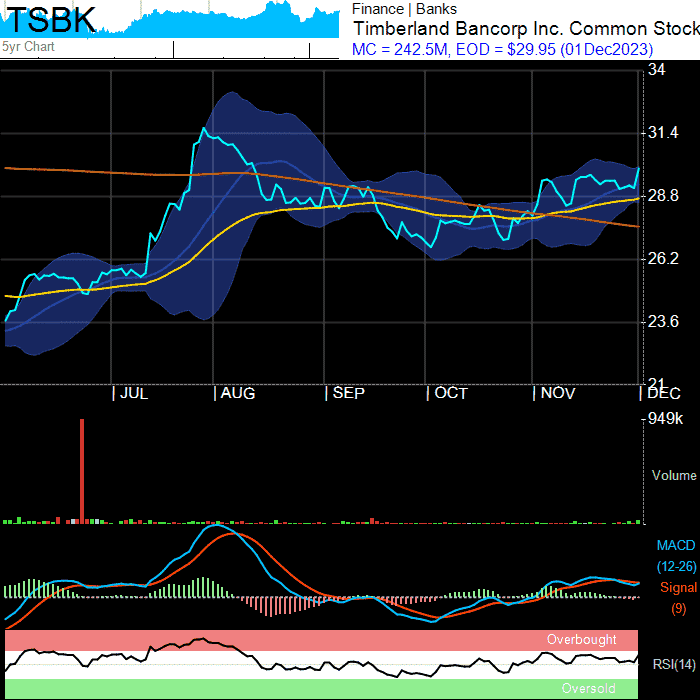 TSBK
5yr Chart
Finance | Banks
Timberland Bancorp Inc. Common Stock
MC = 242.5M, EOD = $29.95 (01Dec2023)
34
31.4
28.8
26.2
23.6
21
JUL AUG SEP OCT NOV DEC
949k
Volume
MACD
(12-26)
Signal
(9)
Overbought
RSI(14)
Oversold